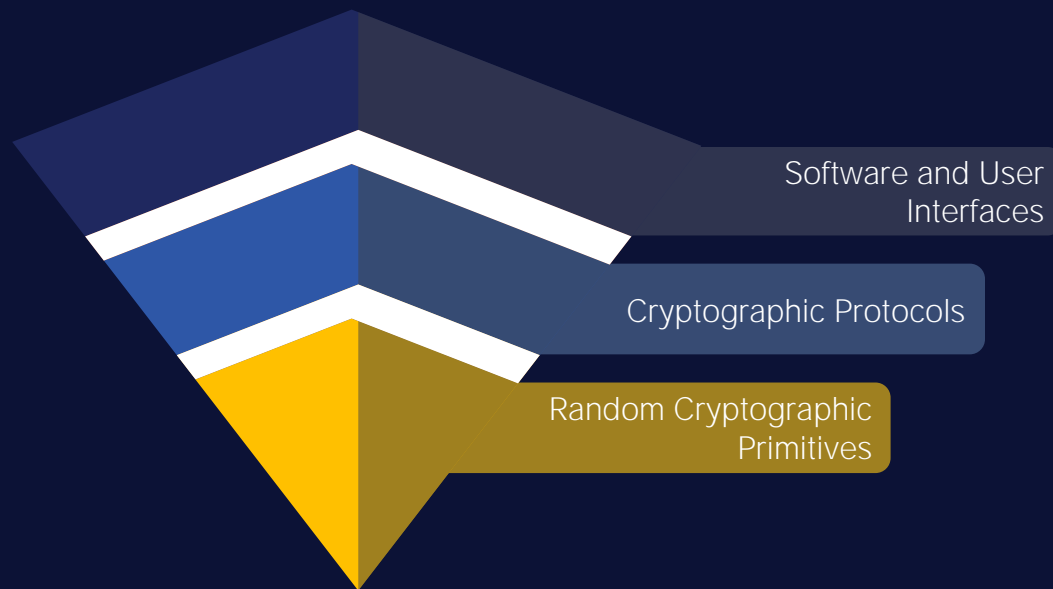 Software and User
Interfaces
Cryptographic Protocols
Random Cryptographic
Primitives